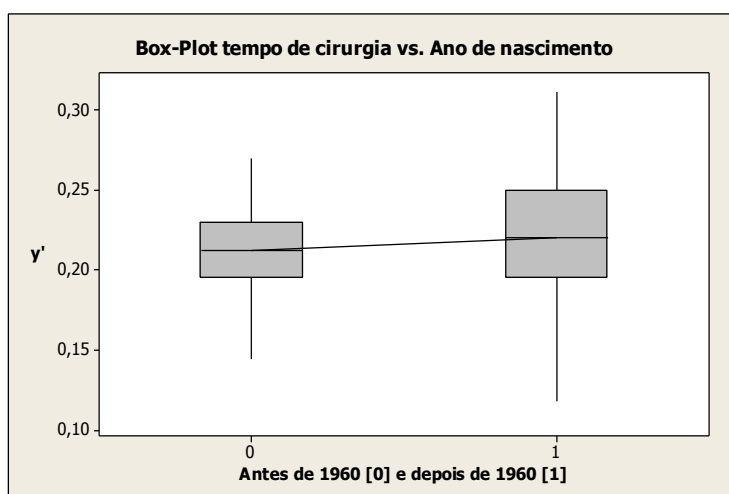 Box-Plot tempo de cirurgia vs. Ano de nascimento
0,30
0,25
y'
0,20
0,15
0,10
0 1
Antes de 1960 [0] e depois de 1960 [1]